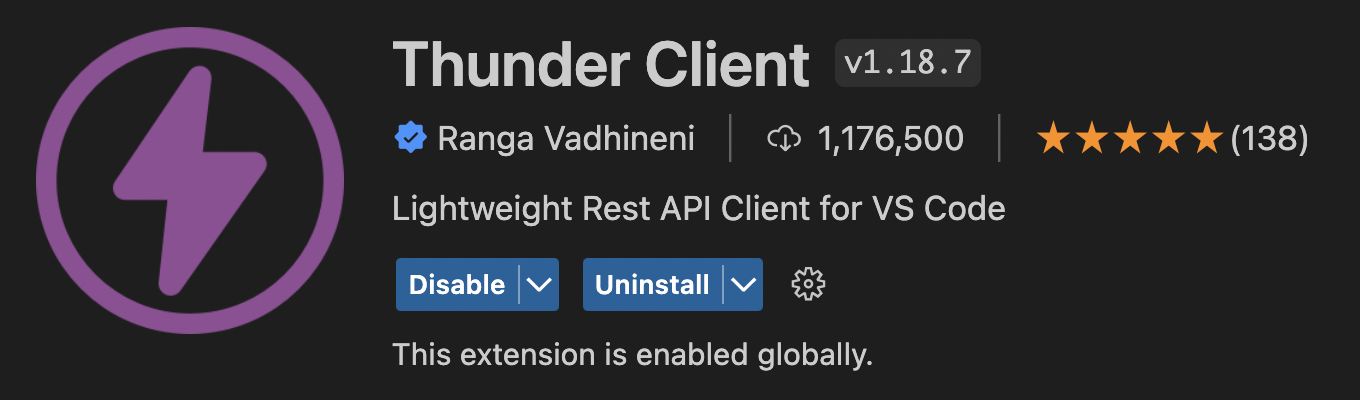 Thunder Client v1.18.7
Ranga Vadhineni 1,176,500 (138)
Lightweight Rest API Client for VS Code
Disable Uninstall
This extension is enabled globally.